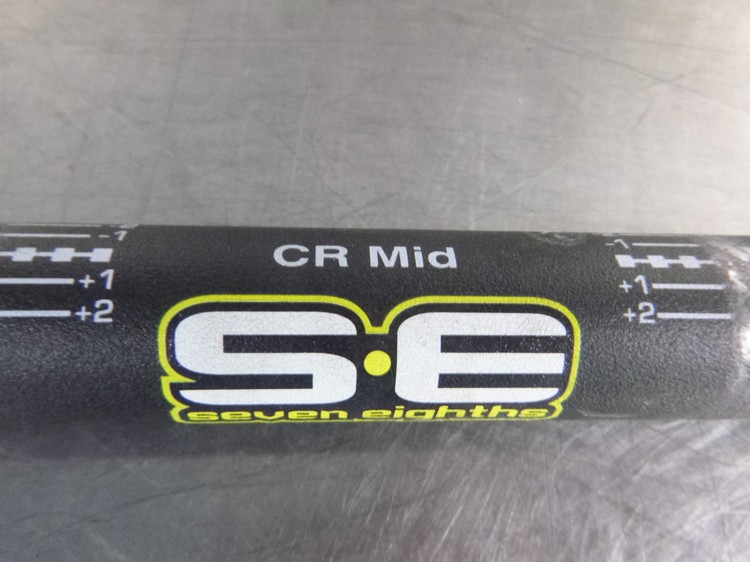 CR Mid
-1
+1
+2
-1
+1
+2
S·E
seven eighths